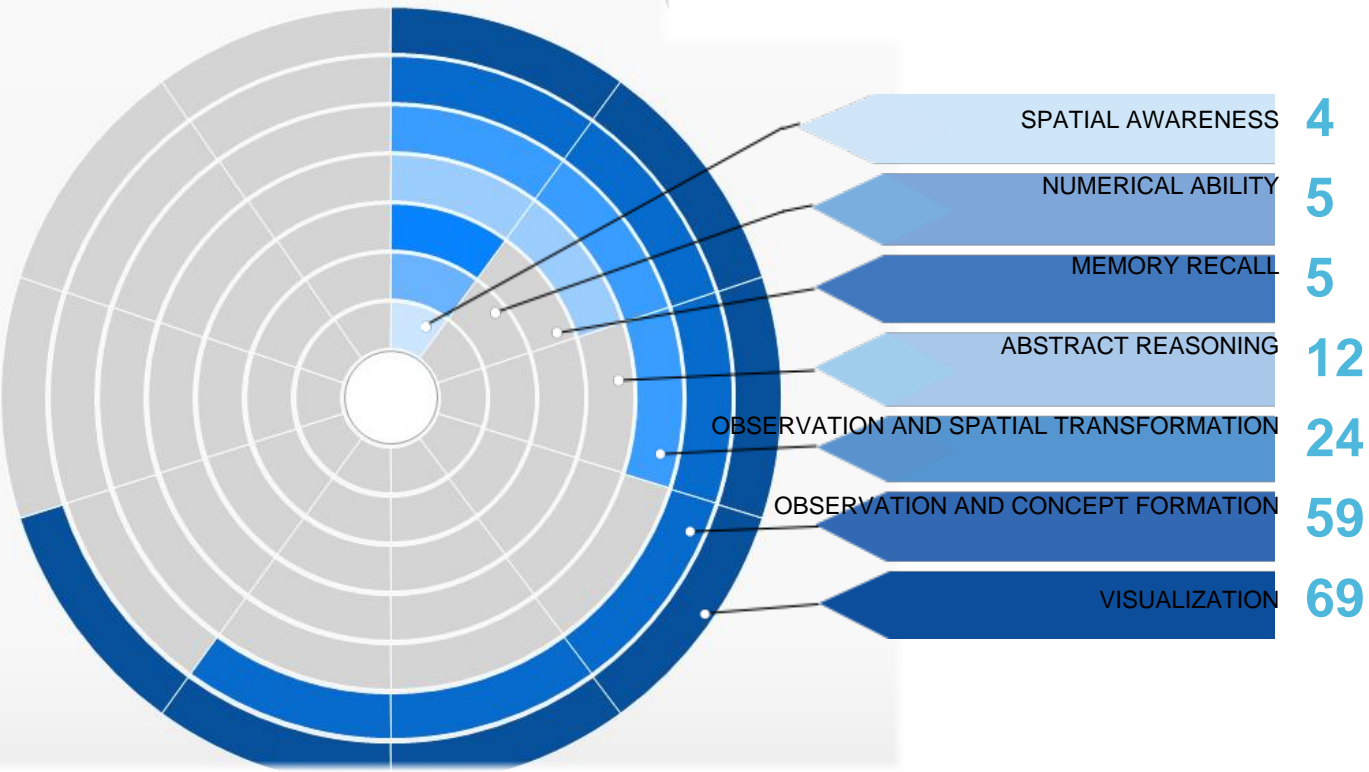 SPATIAL AWARENESS 4
NUMERICAL ABILITY 5
MEMORY RECALL 5
ABSTRACT REASONING 12
OBSERVATION AND SPATIAL TRANSFORMATION 24
OBSERVATION AND CONCEPT FORMATION 59
VISUALIZATION 69